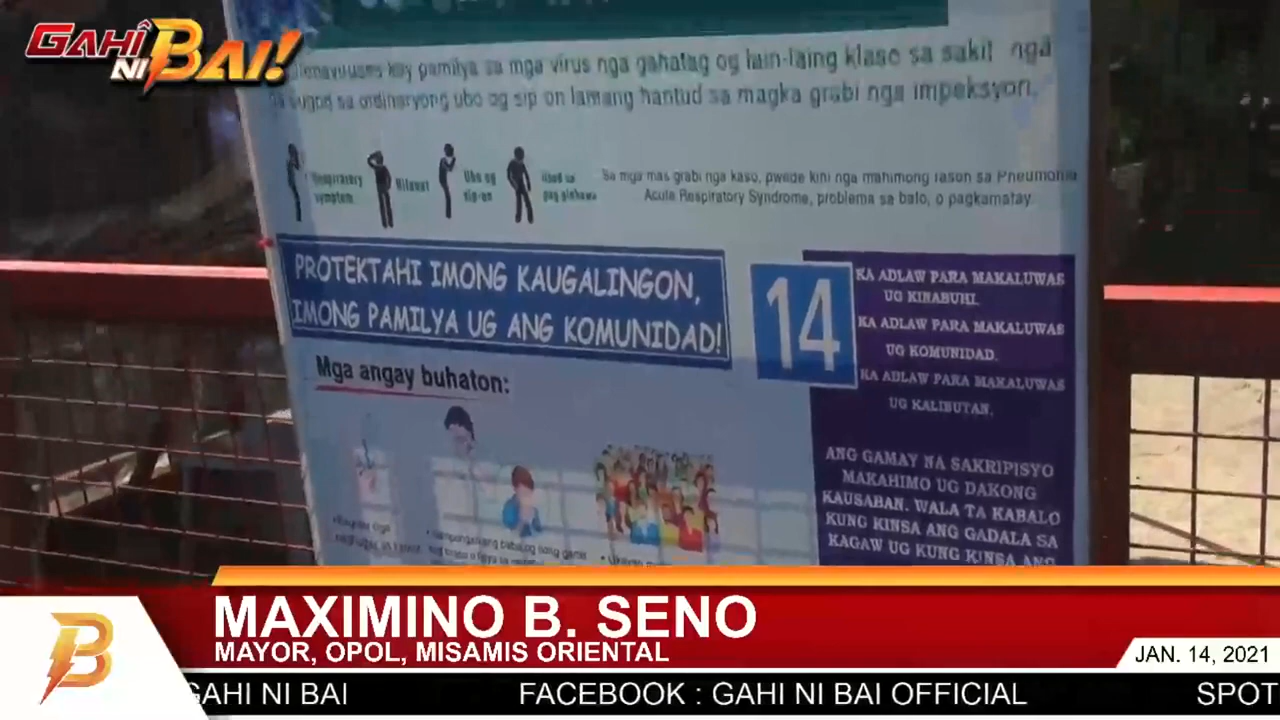 GAHÎ
NI BAI!
kay pamilya sa mga virus nga gahatag og lain-laing klase sa sakit nga
sugod sa ordinaryong ubo og sip on lamang hantud sa magka grabi nga impeksyon.
Respiratory
symptom
Hilanat
Ubo og
sip-on
pag ginhawa
Sa mga mas grabi nga kaso, pwede kini nga mahimong rason sa Pneumonia
Acute Respiratory Syndrome, problema sa balo, o pagkamatay.
PROTEKTAHI IMONG KAUGALINGON,
IMONG PAMILYA UG ANG KOMUNIDAD!
14
KA ADLAW PARA MAKALUWAS
UG KINABUHI.
KA ADLAW PARA MAKALUWAS
UG KOMUNIDAD.
KA ADLAW PARA MAKALUWAS
UG KALIBUTAN.
Mga angay buhaton:
ANG GAMAY NA SAKRIPISYO
MAKAHIMO UG DAKONG
KAUSABAN. WALA TA KABALO
KUNG KINSA ANG GADALA SA
KAGAW UG KUNG KINSA ANG
MAXIMINO B. SENO
MAYOR, OPOL, MISAMIS ORIENTAL
JAN. 14, 2021
B
GAHI NI BAI FACEBOOK : GAHI NI BAI OFFICIAL SPOT